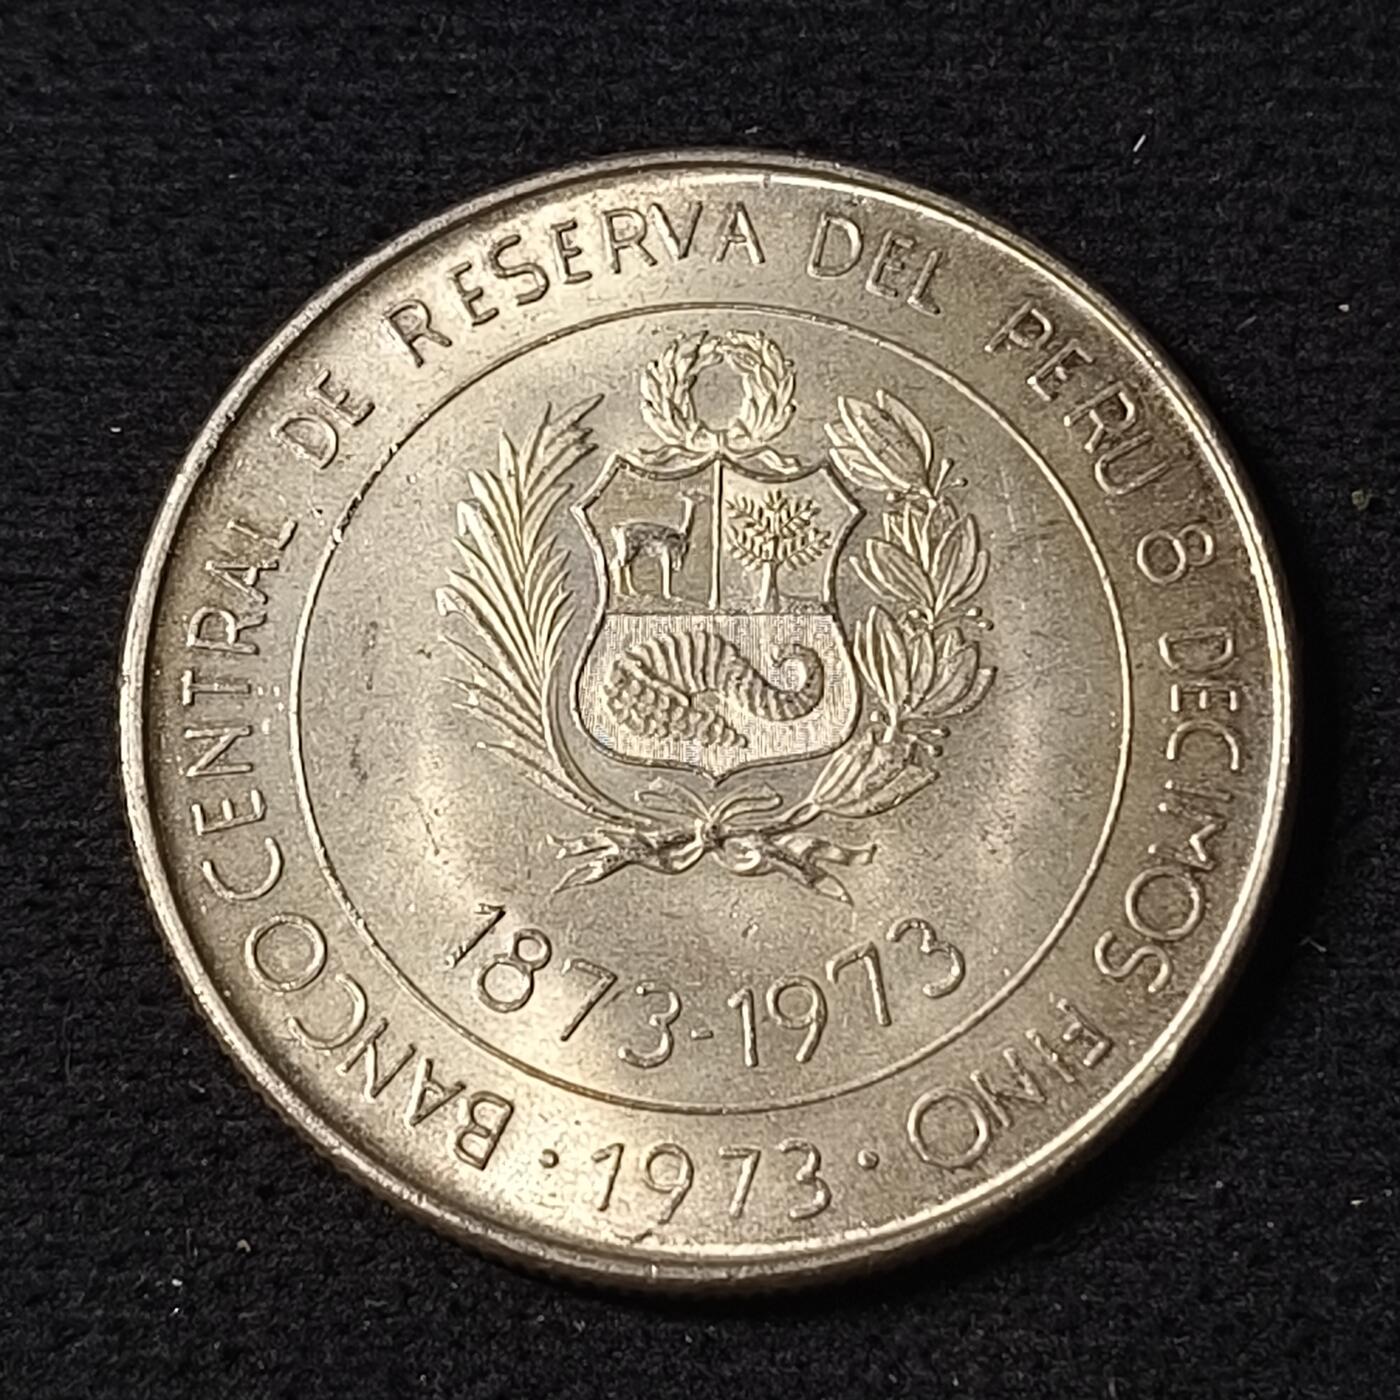 BANCO CENTRAL DE RESERVA DEL PERU 8 DECIMOS FINO
1873-1973
· 1973 ·